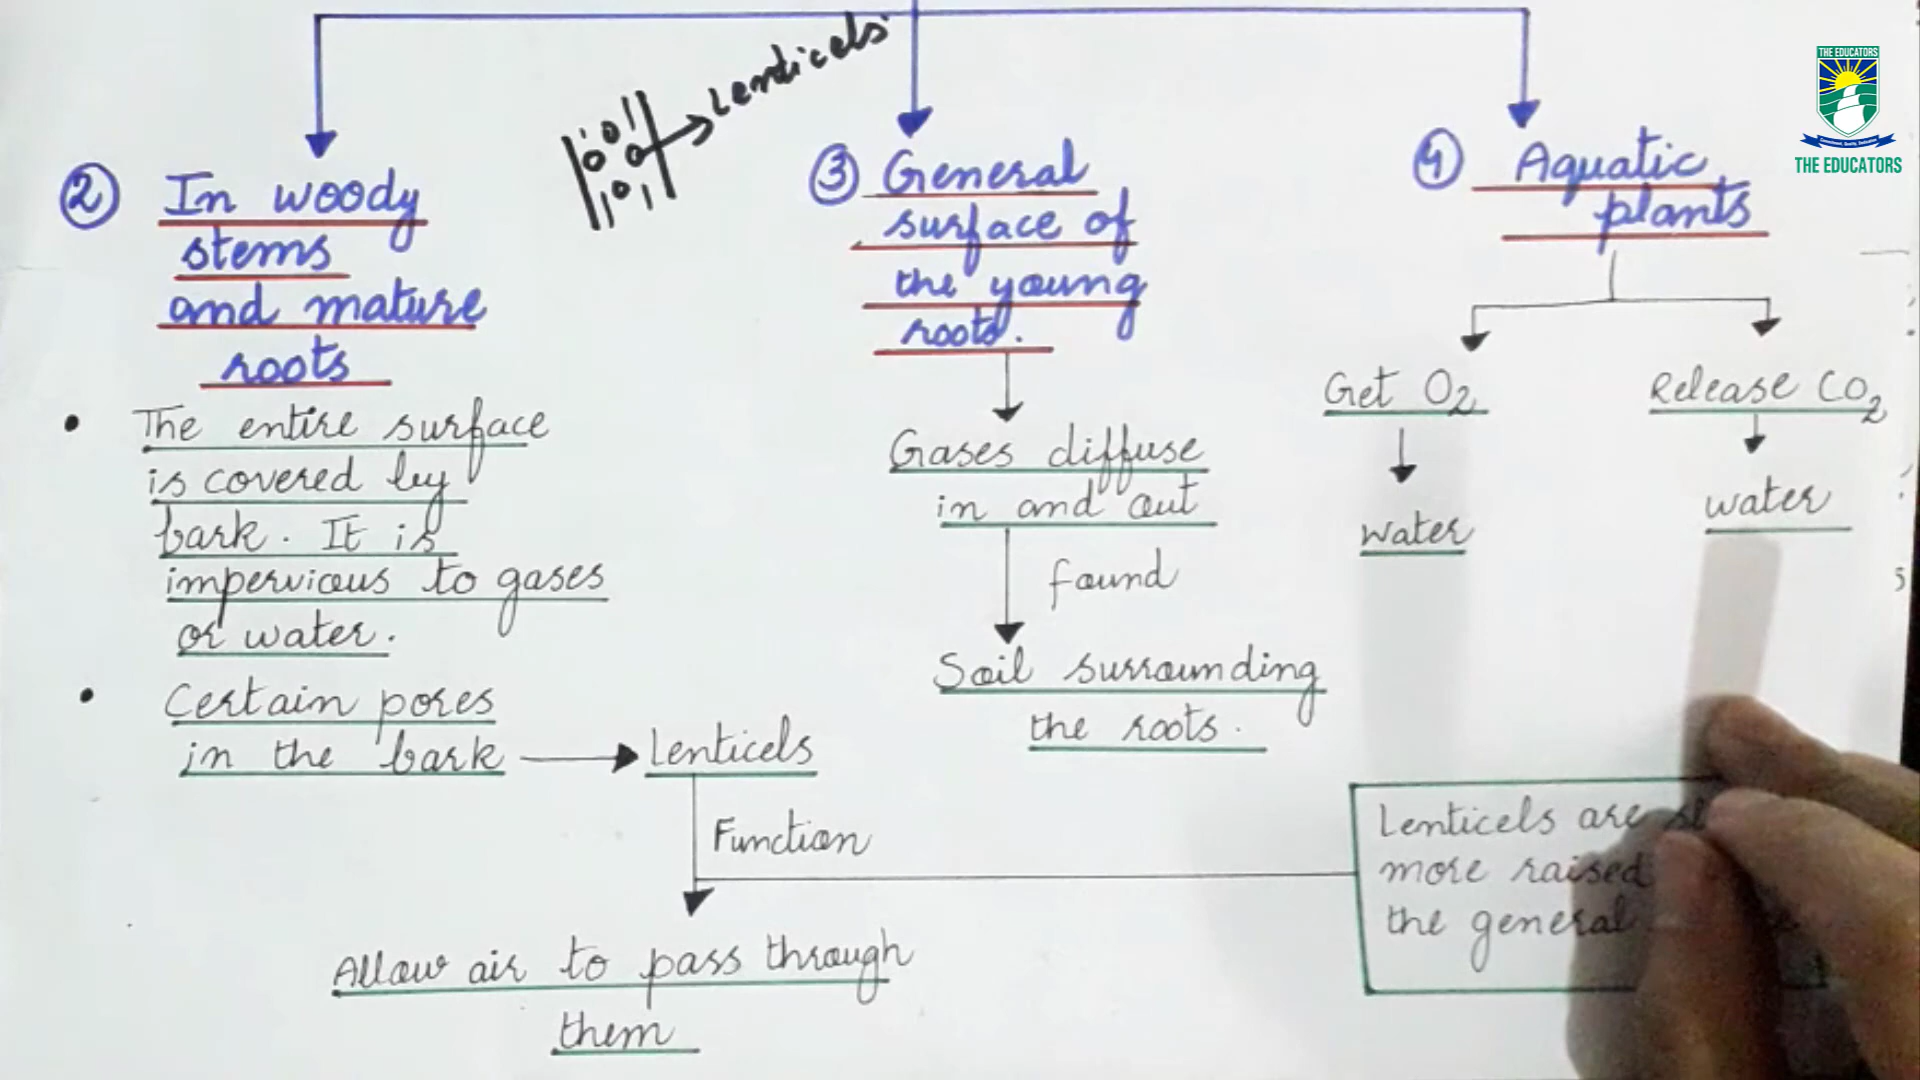 Lenticels
② In woody
stems
and mature
roots
• The entire surface
is covered by
bark. It is
impervious to gases
or water.
• Certain pores
in the bark → Lenticels
Function
Allow air to pass through
them
③ General
surface of
the young
roots.
Gases diffuse
in and out
found
Soil surrounding
the roots.
④ Aquatic
plants
Get O2
Water
Release CO2
water
Lenticels are
more raised
the general
THE EDUCATORS
THE EDUCATORS
5